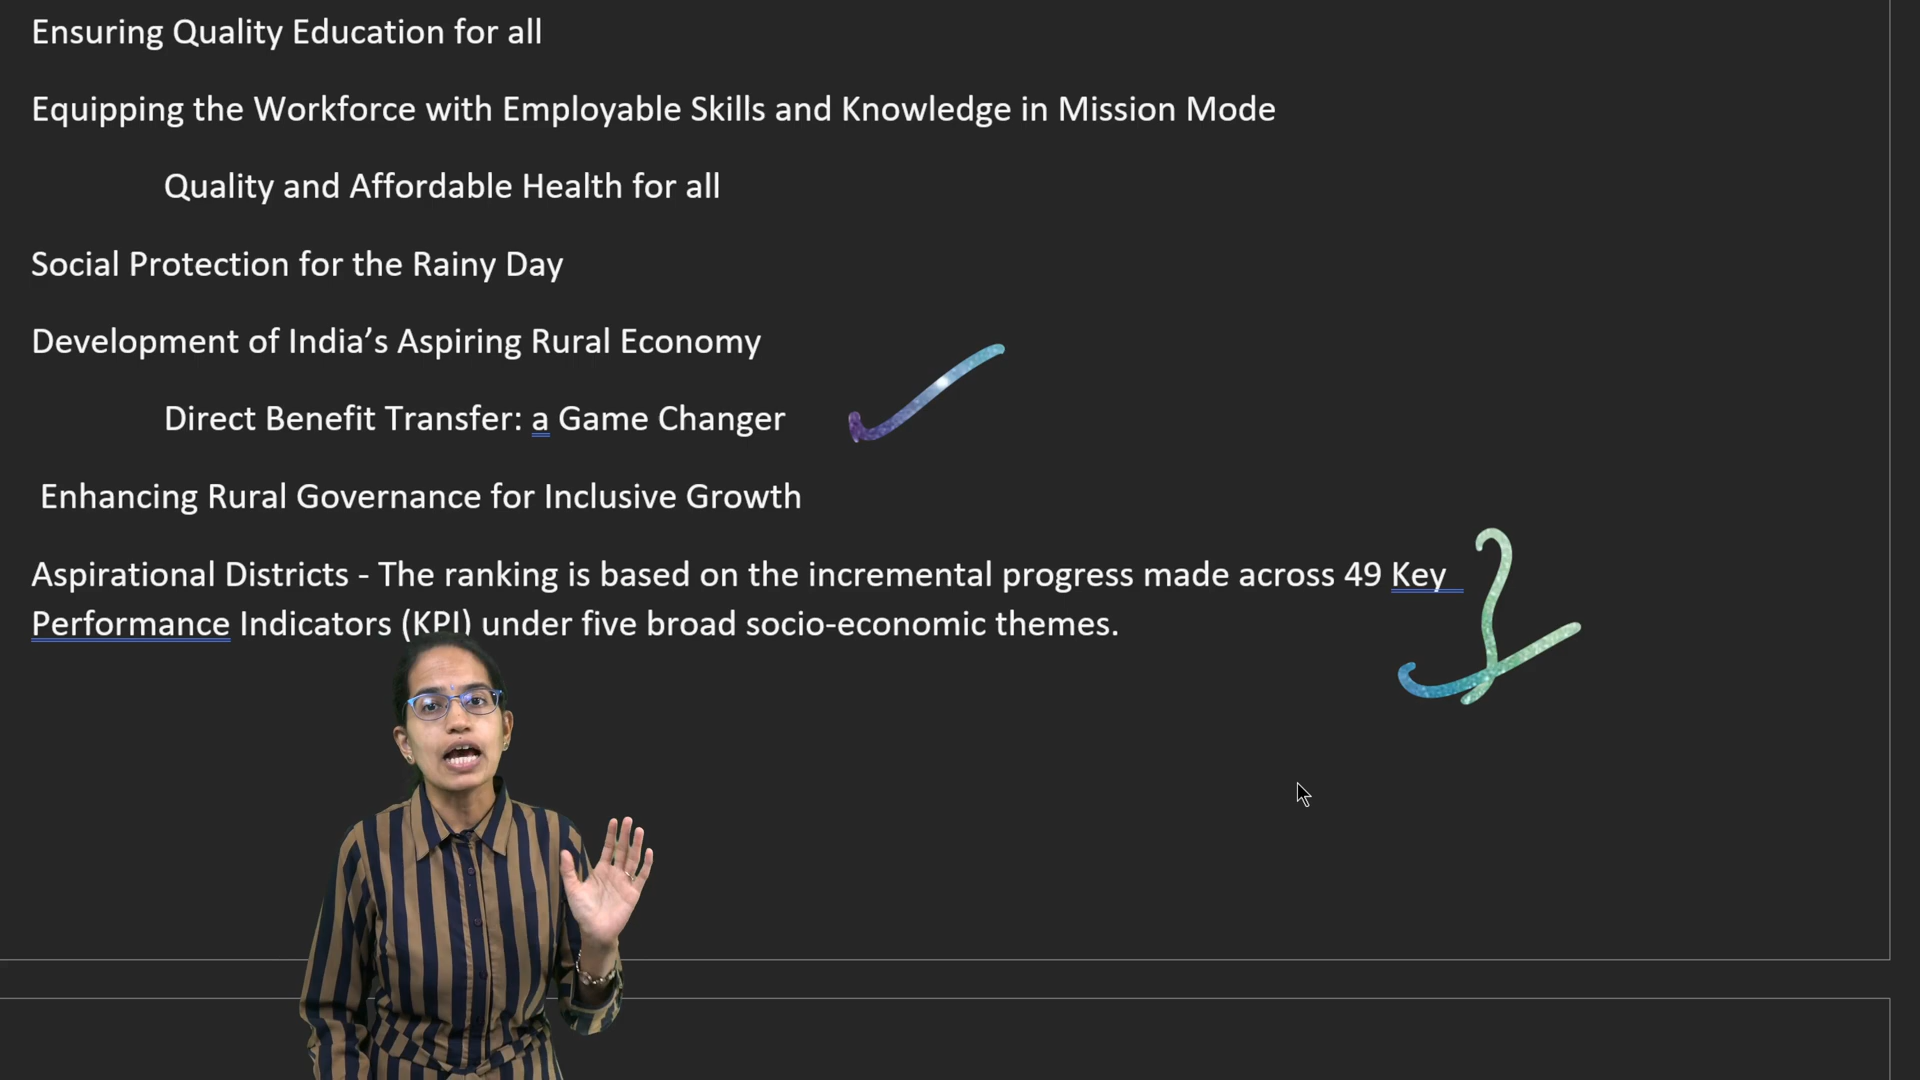 Ensuring Quality Education for all
Equipping the Workforce with Employable Skills and Knowledge in Mission Mode
Quality and Affordable Health for all
Social Protection for the Rainy Day
Development of India’s Aspiring Rural Economy
Direct Benefit Transfer: a Game Changer
Enhancing Rural Governance for Inclusive Growth
Aspirational Districts - The ranking is based on the incremental progress made across 49 Key
Performance Indicators (KPI) under five broad socio-economic themes.